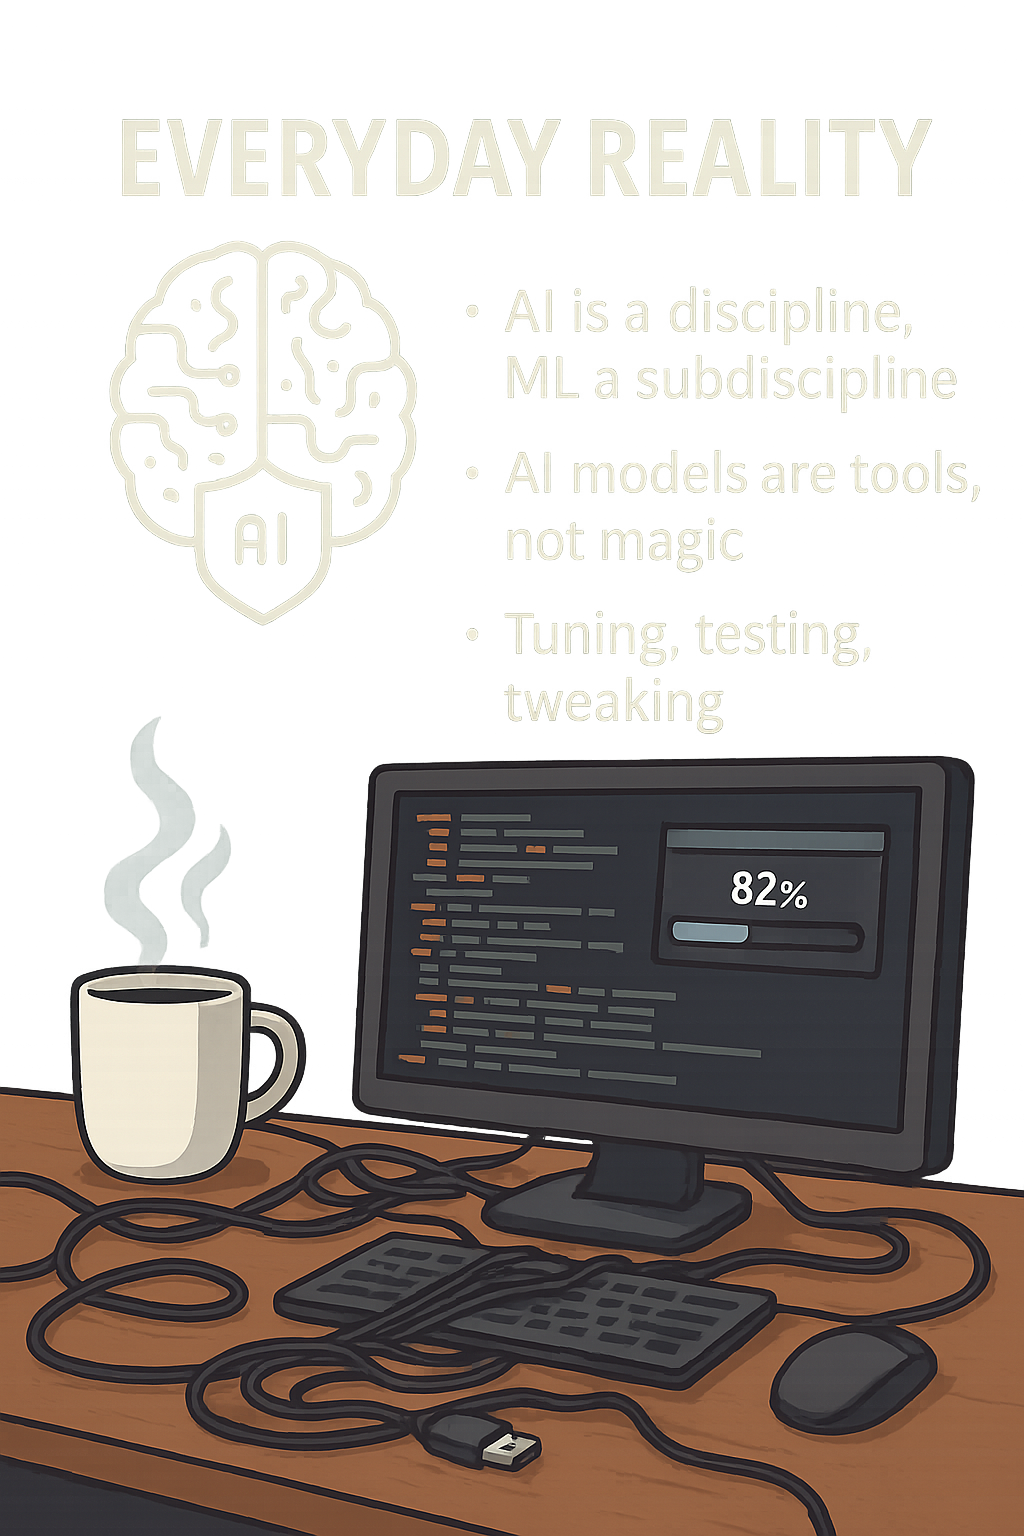 EVERYDAY REALITY
AI
• AI is a discipline,
ML a subdiscipline
• AI models are tools,
not magic
• Tuning, testing,
tweaking
82%